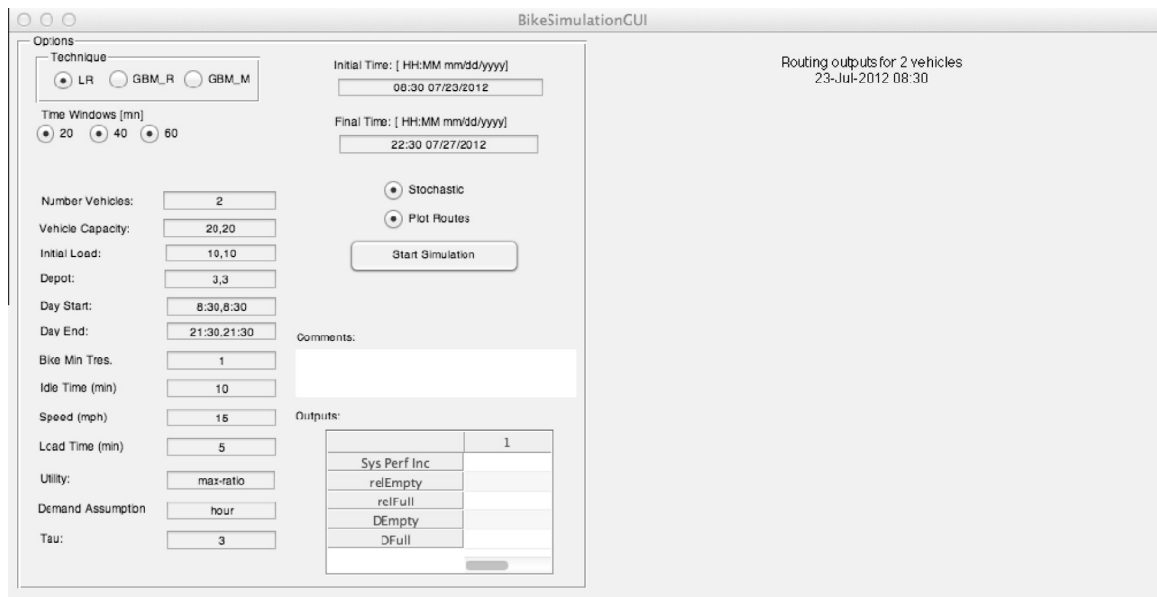 BikeSimulationGUI
Options
Technique
LR GBM_R GBM_M
Time Windows [mn]
20 40 60
Number Vehicles: 2
Vehicle Capacity: 20,20
Initial Load: 10,10
Depot: 3,3
Day Start: 8:30,8:30
Day End: 21:30,21:30
Bike Min Tres. 1
Idle Time (min) 10
Speed (mph) 15
Load Time (min) 5
Utility: max-ratio
Demand Assumption hour
Tau: 3
Initial Time: [ HH:MM mm/dd/yyyy]
08:30 07/23/2012
Final Time: [ HH:MM mm/dd/yyyy]
22:30 07/27/2012
Stochastic
Plot Routes
Start Simulation
Comments:
Outputs:
1
Sys Perf Inc
relEmpty
relFull
DEmpty
DFull
Routing outputs for 2 vehicles
23-Jul-2012 08:30